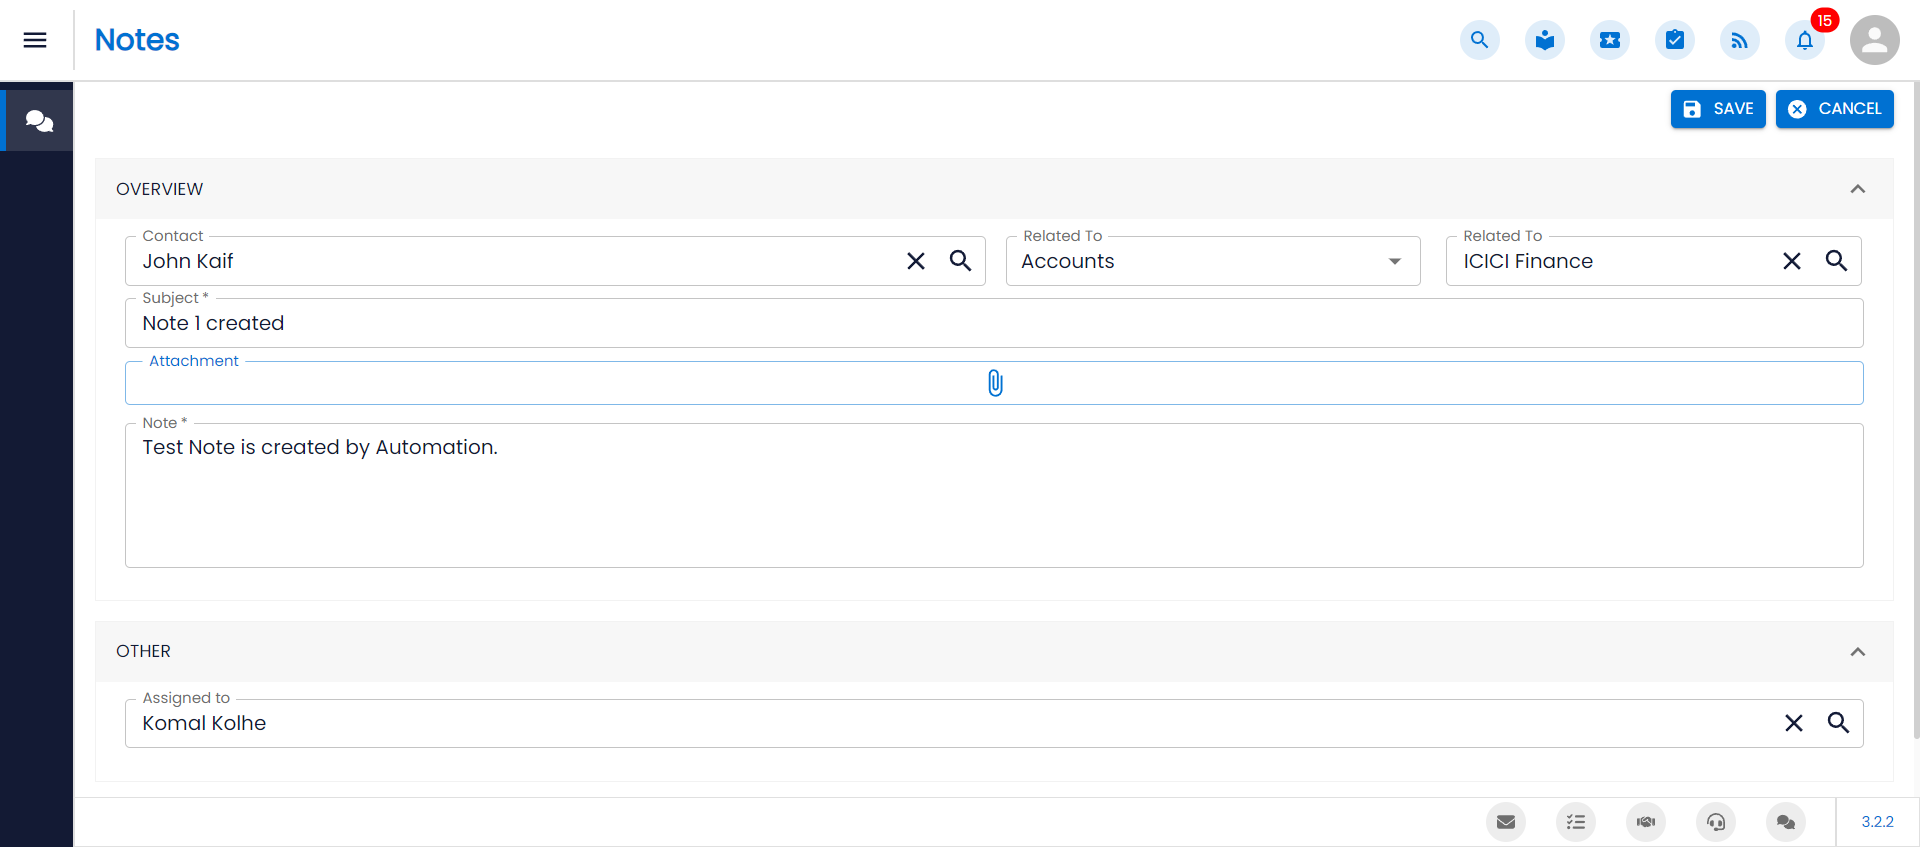 Notes
15
SAVE
CANCEL
OVERVIEW
Contact
John Kaif
Related To
Accounts
Related To
ICICI Finance
Subject *
Note 1 created
Attachment
Note *
Test Note is created by Automation.
OTHER
Assigned to
Komal Kolhe
3.2.2